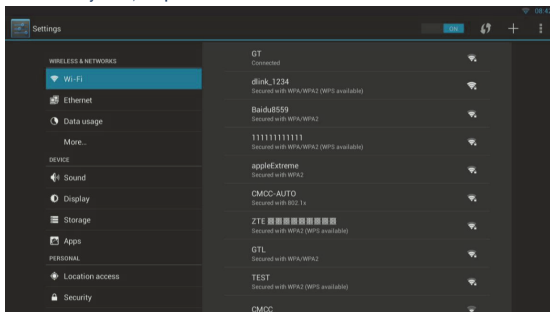 08:42
Settings
ON
WIRELESS & NETWORKS
Wi-Fi
Ethernet
Data usage
More...
DEVICE
Sound
Display
Storage
Apps
PERSONAL
Location access
Security
GT
Connected
dlink_1234
Secured with WPA/WPA2 (WPS available)
Baidu8559
Secured with WPA/WPA2
111111111111
Secured with WPA/WPA2 (WPS available)
appleExtreme
Secured with WPA2
CMCC-AUTO
Secured with 802.1x
ZTE
Secured with WPA2 (WPS available)
GTL
Secured with WPA/WPA2
TEST
Secured with WPA2 (WPS available)
CMCC